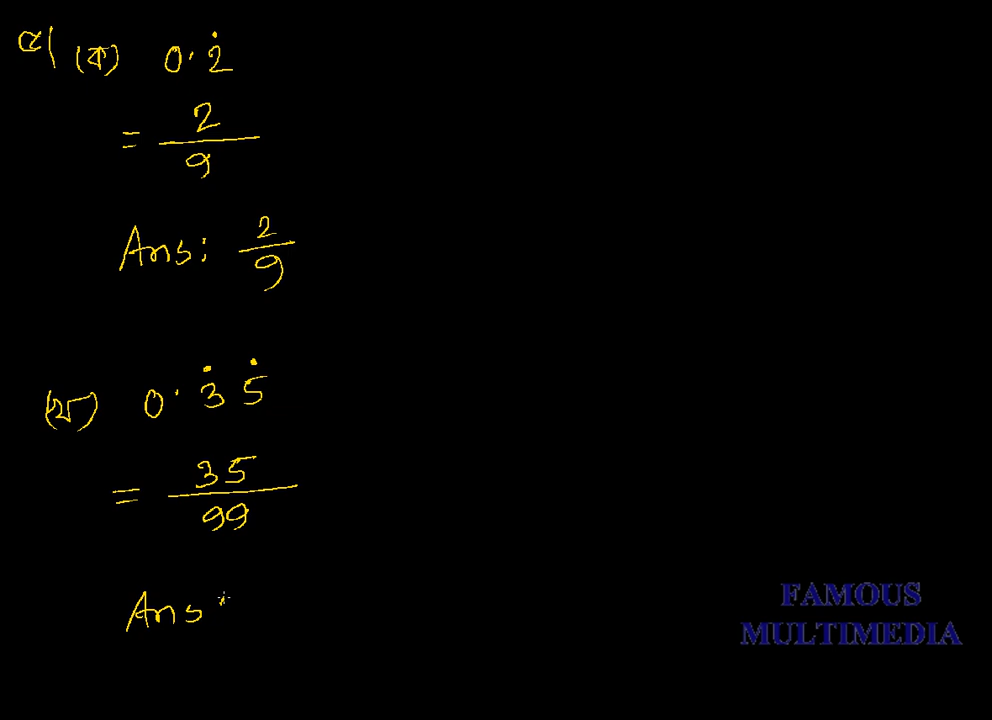 ৫। (ক) 0.2̇
= 2/9
Ans: 2/9
(খ) 0.3̇5̇
= 35/99
Ans:
FAMOUS
MULTIMEDIA